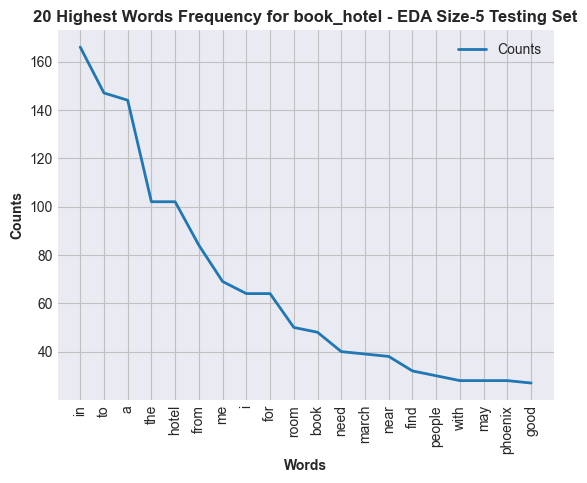 20 Highest Words Frequency for book_hotel - EDA Size-5 Testing Set
Counts
160
140
120
100
80
60
40
Counts
in
to
a
the
hotel
from
me
i
for
room
book
need
march
near
find
people
with
may
phoenix
good
Words